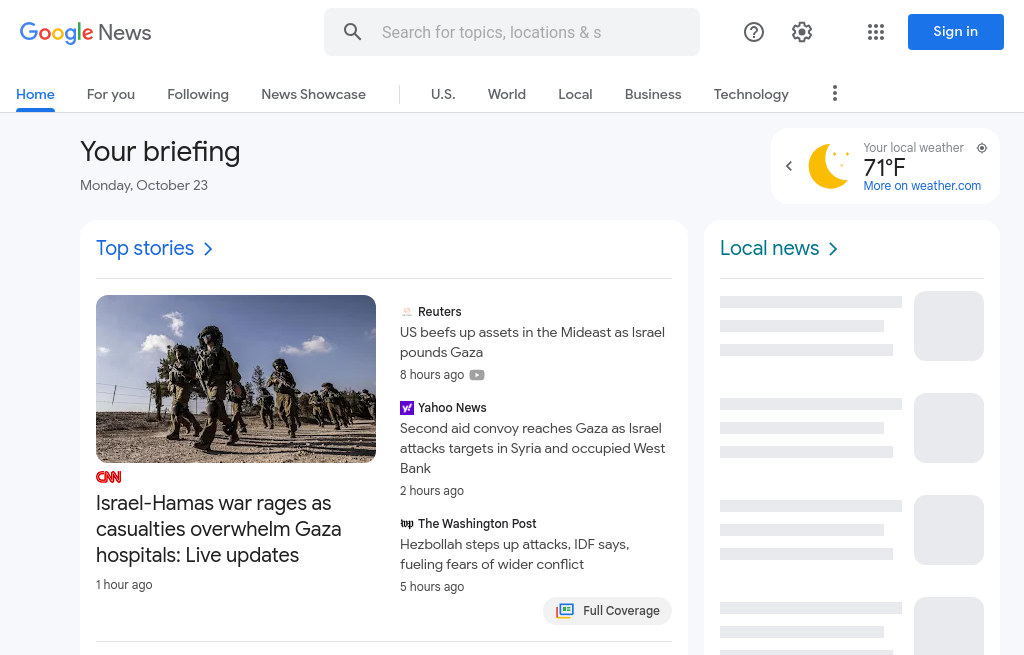 Google News
Search for topics, locations & s
Sign in
Home
For you
Following
News Showcase
U.S.
World
Local
Business
Technology
Your briefing
Monday, October 23
Your local weather
71°F
More on weather.com
Top stories
CNN
Israel-Hamas war rages as
casualties overwhelm Gaza
hospitals: Live updates
1 hour ago
Reuters
US beefs up assets in the Mideast as Israel
pounds Gaza
8 hours ago
Yahoo News
Second aid convoy reaches Gaza as Israel
attacks targets in Syria and occupied West
Bank
2 hours ago
The Washington Post
Hezbollah steps up attacks, IDF says,
fueling fears of wider conflict
5 hours ago
Full Coverage
Local news